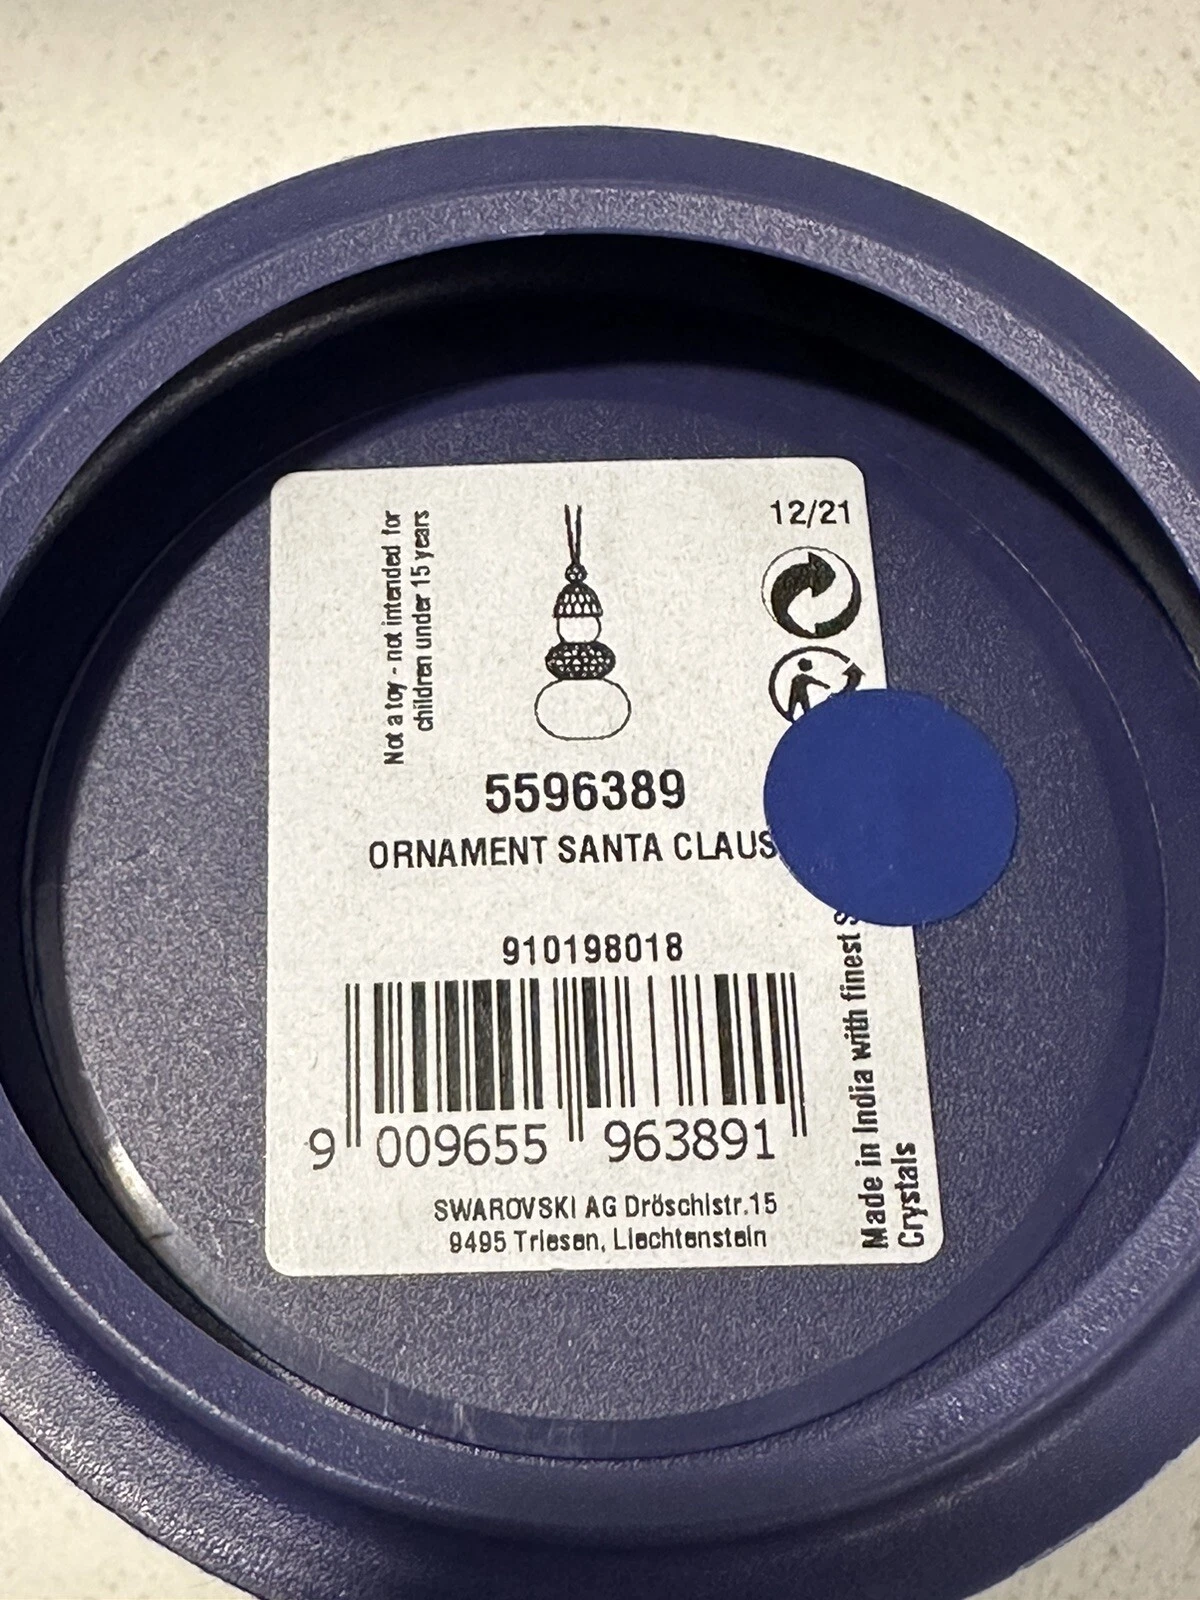 12/21
Not a toy - not intended for
children under 15 years
5596389
ORNAMENT SANTA CLAUS
910198018
9 009655 963891
SWAROVSKI AG Dröschistr.15
9495 Triesen, Liechtenstein
Made in India with finest
Crystals